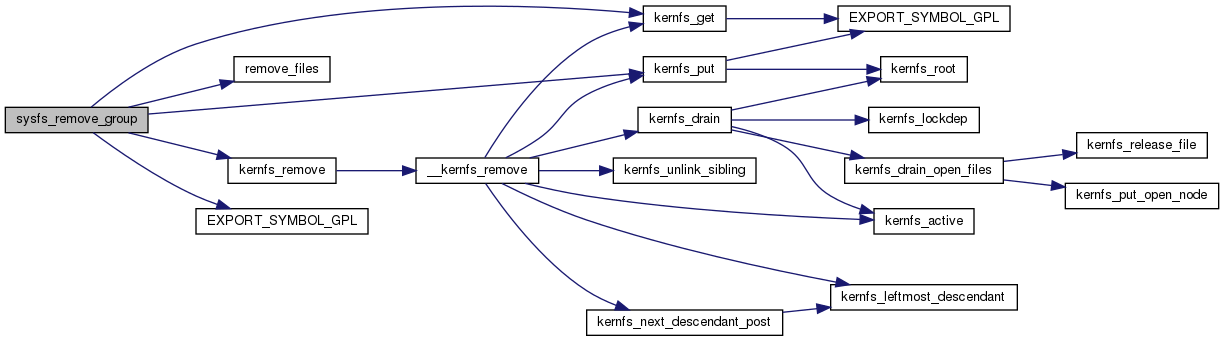 sysfs_remove_group
remove_files
kernfs_remove
EXPORT_SYMBOL_GPL
__kernfs_remove
kernfs_get
kernfs_put
kernfs_drain
kernfs_unlink_sibling
kernfs_next_descendant_post
EXPORT_SYMBOL_GPL
kernfs_root
kernfs_lockdep
kernfs_drain_open_files
kernfs_active
kernfs_leftmost_descendant
kernfs_release_file
kernfs_put_open_node